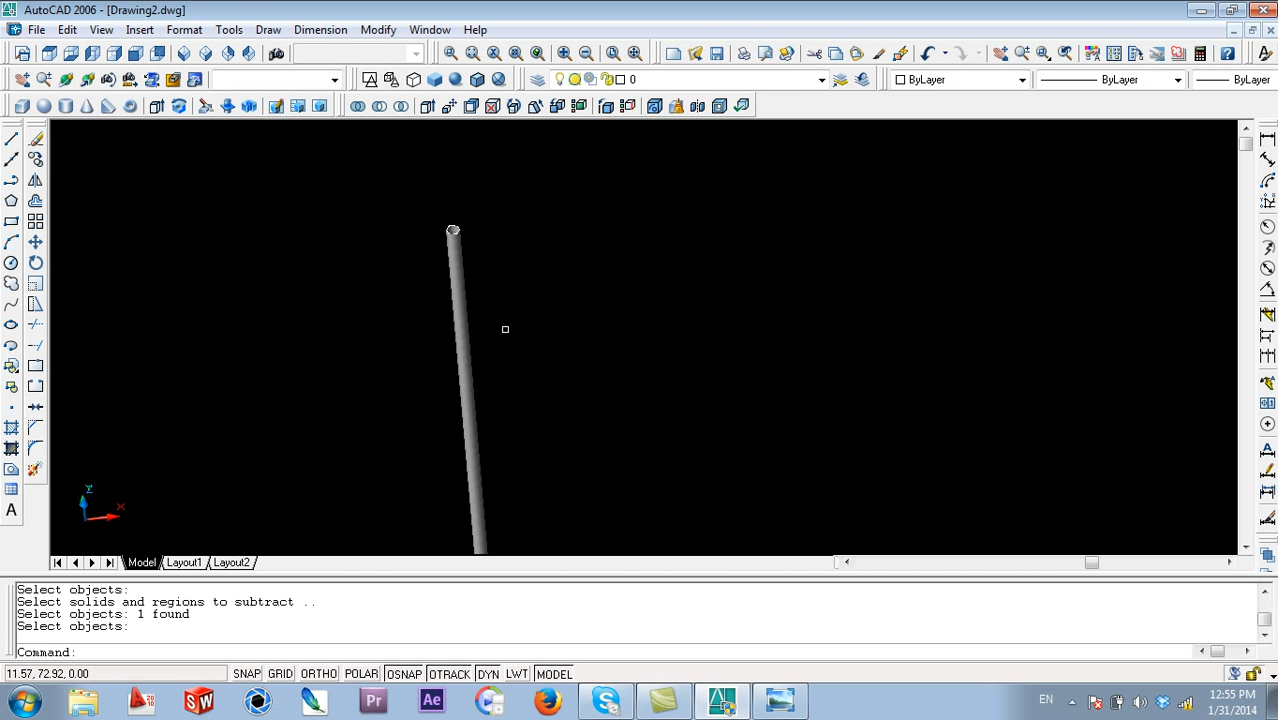 AutoCAD 2006 - [Drawing2.dwg]
File Edit View Insert Format Tools Draw Dimension Modify Window Help
0 ByLayer ByLayer ByLayer
A
Y X
Model Layout1 Layout2
Select objects:
Select solids and regions to subtract ..
Select objects: 1 found
Select objects:
Command:
11.57, 72.92, 0.00 SNAP GRID ORTHO POLAR OSNAP OTRACK DYN LWT MODEL
SW Pr Ae EN 12:55 PM
1/31/2014